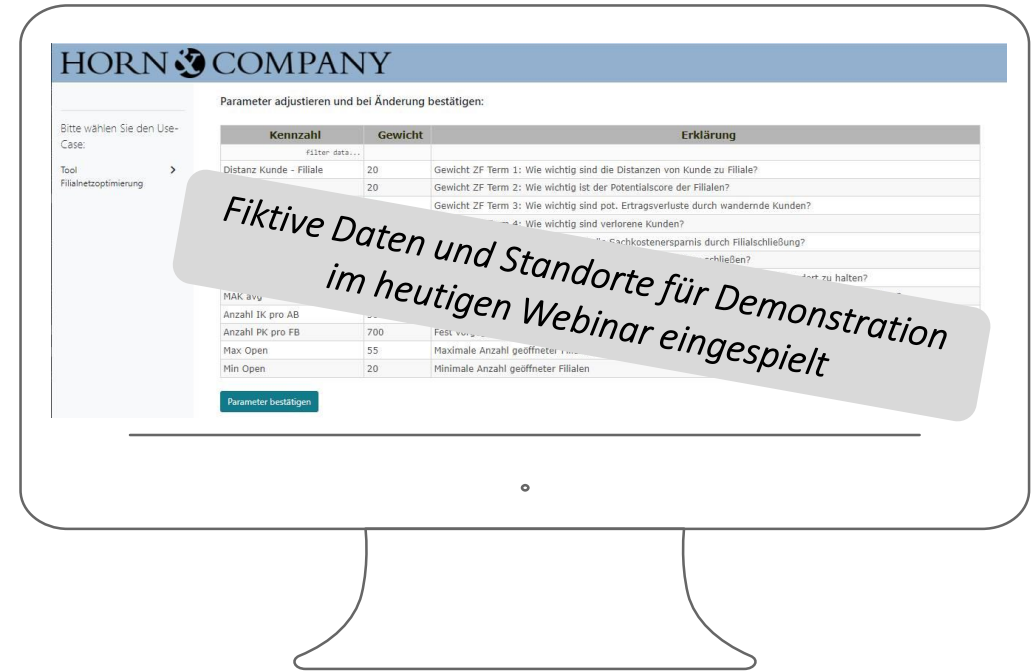 HORN & COMPANY
Parameter adjustieren und bei Änderung bestätigen:
Bitte wählen Sie den Use-
Case:
Tool
Filialnetzoptimierung
Kennzahl Gewicht Erklärung
filter data...
Distanz Kunde - Filiale 20 Gewicht ZF Term 1: Wie wichtig sind die Distanzen von Kunde zu Filiale?
20 Gewicht ZF Term 2: Wie wichtig ist der Potentialscore der Filialen?
Gewicht ZF Term 3: Wie wichtig sind pot. Ertragsverluste durch wandernde Kunden?
4: Wie wichtig sind verlorene Kunden?
Sachkostenersparnis durch Filialschließung?
schließen?
zu halten?
MAK avg
Anzahl IK pro AB
Anzahl PK pro FB 700 Fest
Max Open 55 Maximale Anzahl geöffneter
Min Open 20 Minimale Anzahl geöffneter Filialen
Parameter bestätigen
Fiktive Daten und Standorte für Demonstration
im heutigen Webinar eingespielt